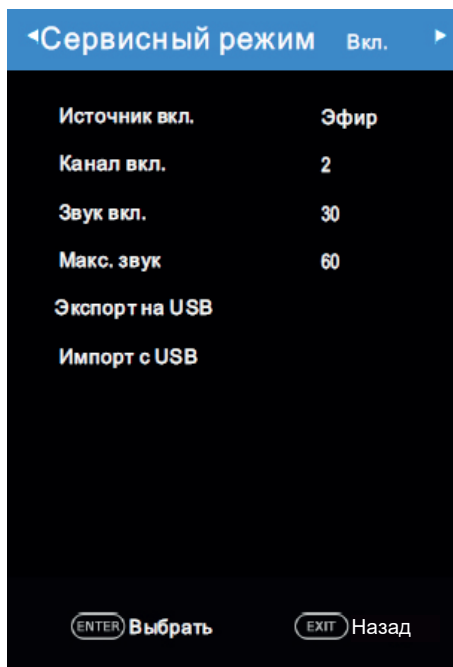 Сервисный режим Вкл.
Источник вкл. Эфир
Канал вкл. 2
Звук вкл. 30
Макс. звук 60
Экспорт на USB
Импорт с USB
ENTER Выбрать EXIT Назад